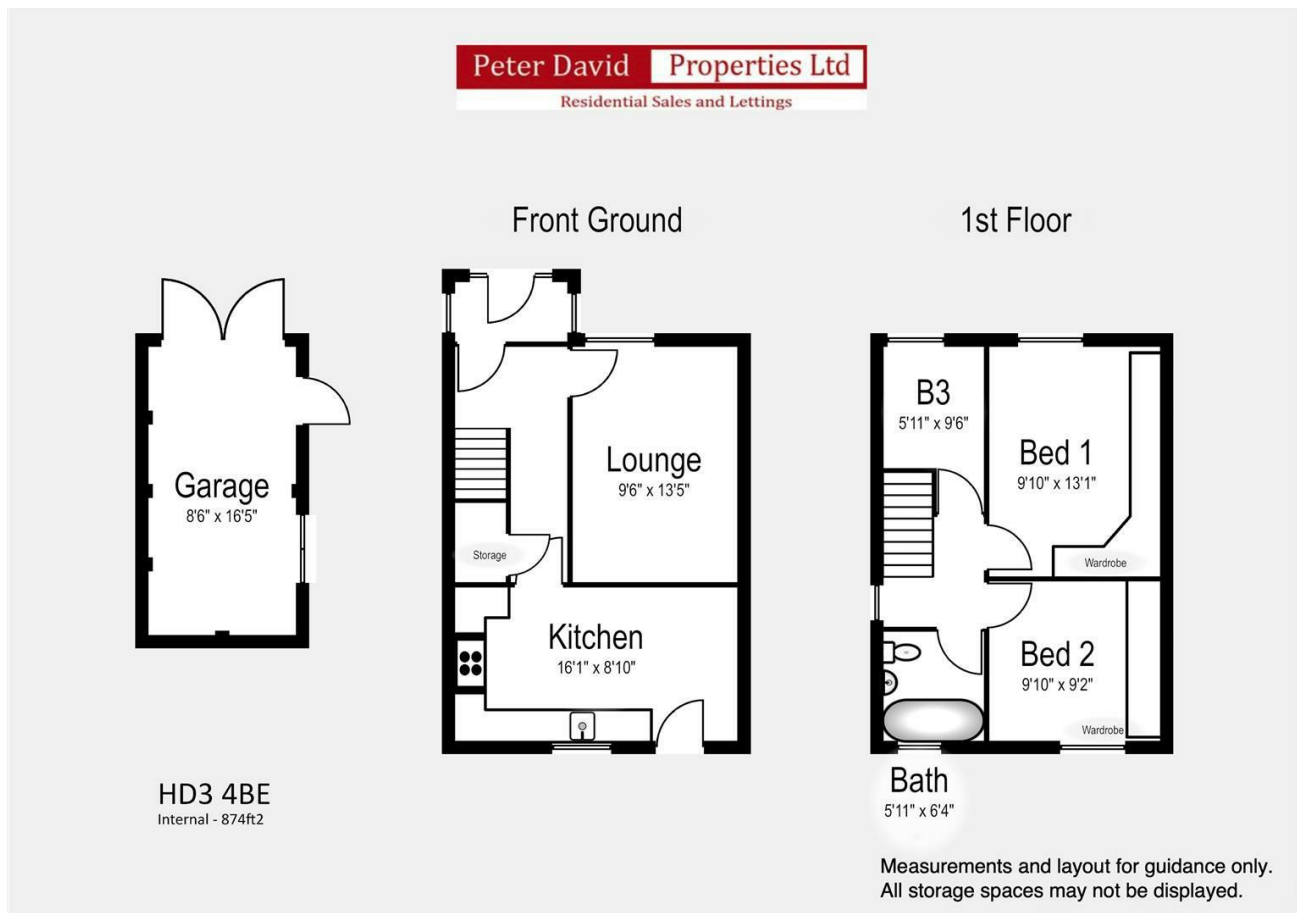 Peter David Properties Ltd
Residential Sales and Lettings
Front Ground
1st Floor
Garage
8'6" x 16'5"
Lounge
9'6" x 13'5"
Storage
Kitchen
16'1" x 8'10"
B3
5'11" x 9'6"
Bed 1
9'10" x 13'1"
Wardrobe
Bed 2
9'10" x 9'2"
Wardrobe
Bath
5'11" x 6'4"
HD3 4BE
Internal - 874ft2
Measurements and layout for guidance only.
All storage spaces may not be displayed.